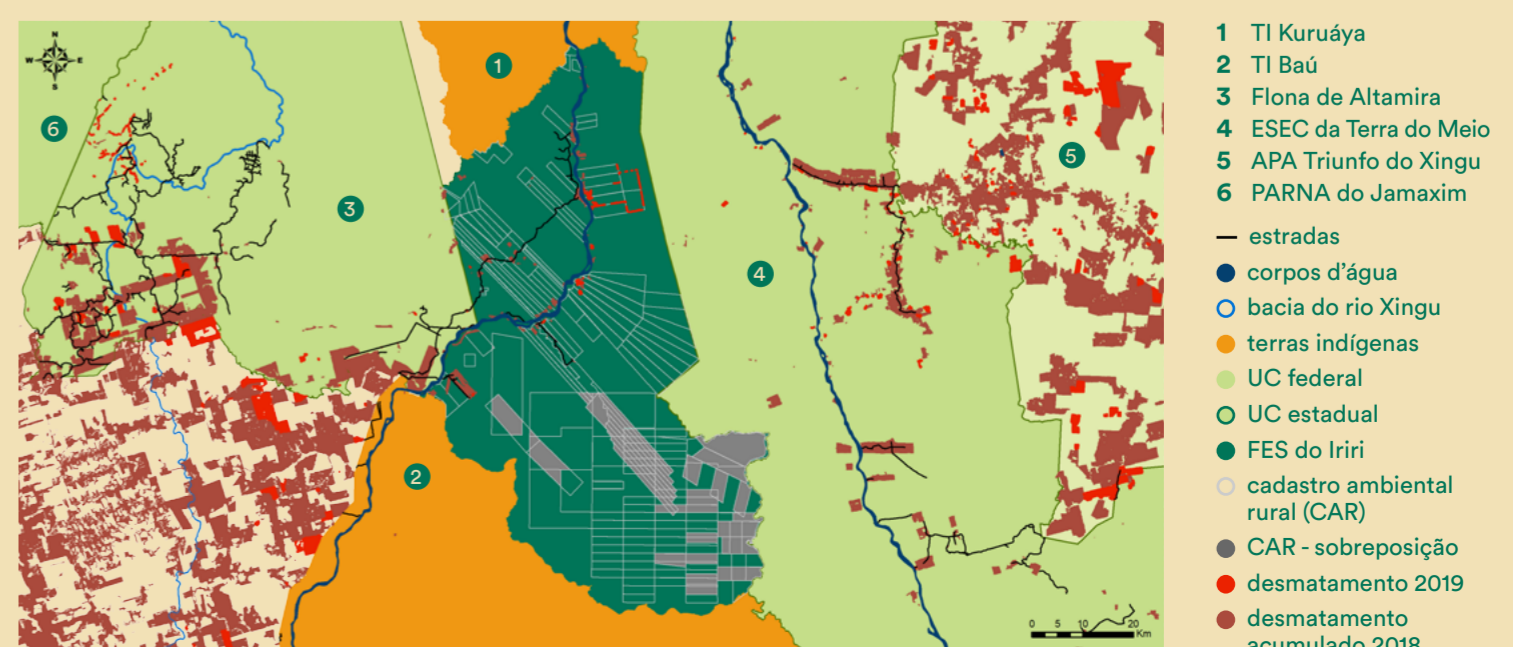 N
W E
S
1
6
5
3
4
2
0 5 10 20
Km
1 TI Kuruáya
2 TI Baú
3 Flona de Altamira
4 ESEC da Terra do Meio
5 APA Triunfo do Xingu
6 PARNA do Jamaxim
estradas
corpos d'água
bacia do rio Xingu
terras indígenas
UC federal
UC estadual
FES do Iriri
cadastro ambiental
rural (CAR)
CAR - sobreposição
desmatamento 2019
desmatamento
acumulado 2018